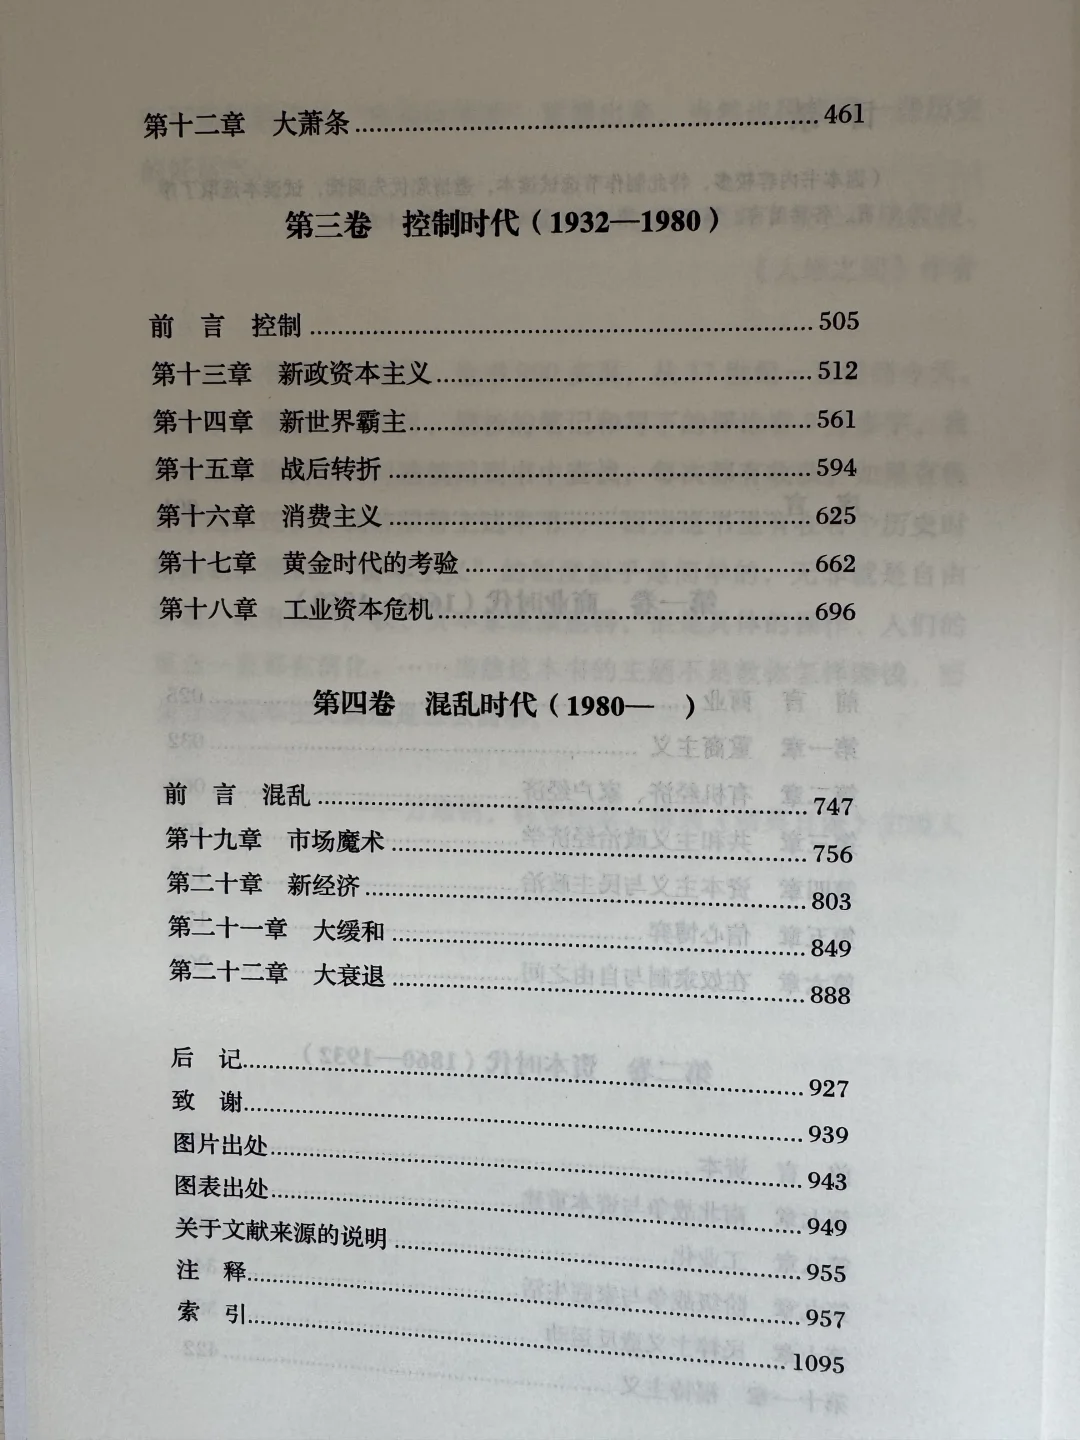 第十二章 大萧条 461
第三卷 控制时代（1932—1980）
前 言 控制 505
第十三章 新政资本主义 512
第十四章 新世界霸主 561
第十五章 战后转折 594
第十六章 消费主义 625
第十七章 黄金时代的考验 662
第十八章 工业资本危机 696
第四卷 混乱时代（1980— ）
前 言 混乱 747
第十九章 市场魔术 756
第二十章 新经济 803
第二十一章 大缓和 849
第二十二章 大衰退 888
后 记 927
致 谢 939
图片出处 943
图表出处 949
关于文献来源的说明 955
注 释 957
索 引 1095